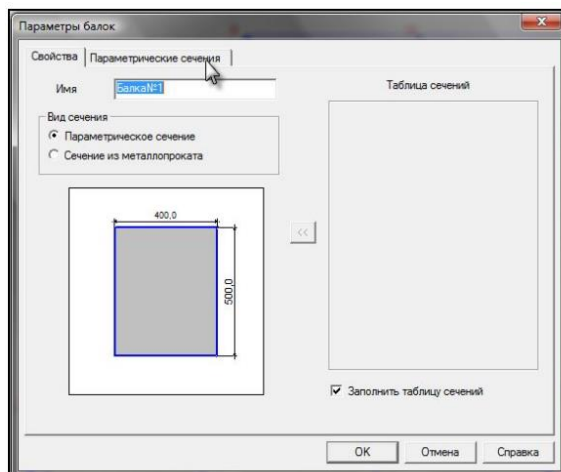 Параметры балок
Свойства
Параметрические сечения
Имя
Балка№1
Таблица сечений
Вид сечения
Параметрическое сечение
Сечение из металлопроката
400,0
500,0
<<
Заполнить таблицу сечений
OK
Отмена
Справка